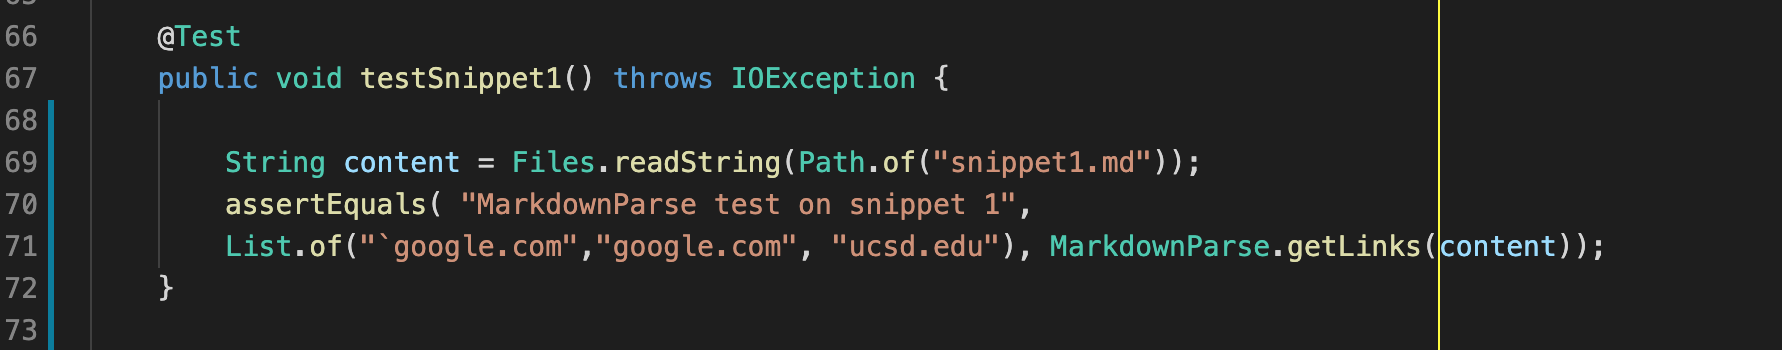 66 @Test
67 public void testSnippet1() throws IOException {
68
69 String content = Files.readString(Path.of("snippet1.md"));
70 assertEquals( "MarkdownParse test on snippet 1",
71 List.of("`google.com","google.com", "ucsd.edu"), MarkdownParse.getLinks(content));
72 }
73